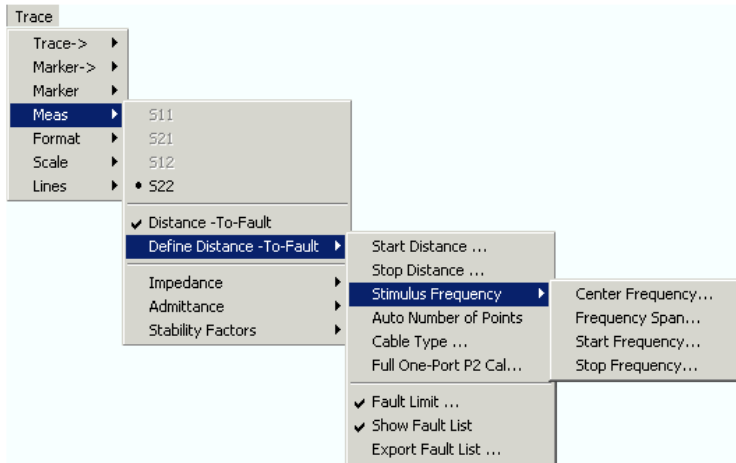 Trace
Trace->
Marker->
Marker
Meas
Format
Scale
Lines
S11
S21
S12
S22
Distance -To-Fault
Define Distance -To-Fault
Impedance
Admittance
Stability Factors
Start Distance ...
Stop Distance ...
Stimulus Frequency
Auto Number of Points
Cable Type ...
Full One-Port P2 Cal...
Fault Limit ...
Show Fault List
Export Fault List ...
Center Frequency...
Frequency Span...
Start Frequency...
Stop Frequency...